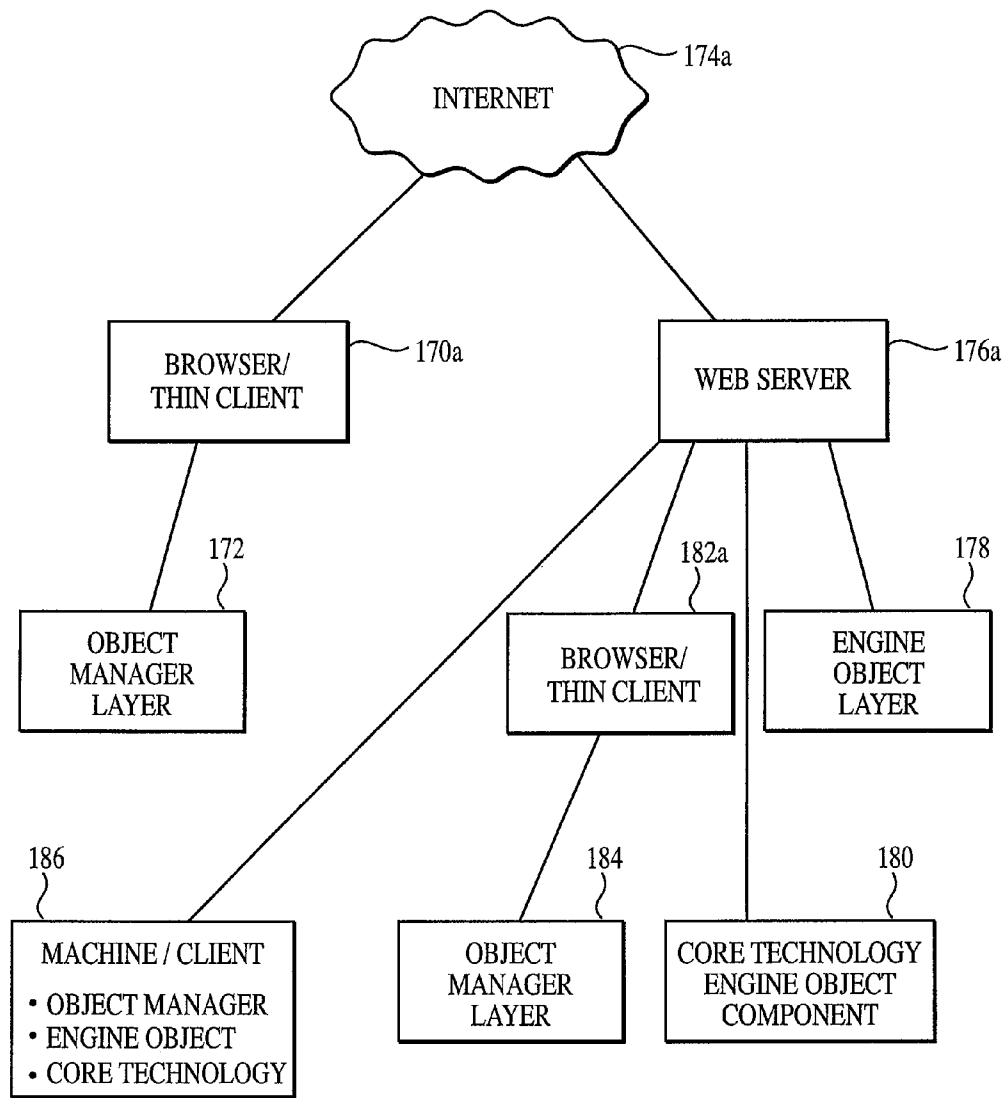 174a
INTERNET
BROWSER/
THIN CLIENT
170a
WEB SERVER
176a
172
OBJECT
MANAGER
LAYER
182a
BROWSER/
THIN CLIENT
178
ENGINE
OBJECT
LAYER
186
MACHINE / CLIENT
• OBJECT MANAGER
• ENGINE OBJECT
• CORE TECHNOLOGY
184
OBJECT
MANAGER
LAYER
180
CORE TECHNOLOGY
ENGINE OBJECT
COMPONENT